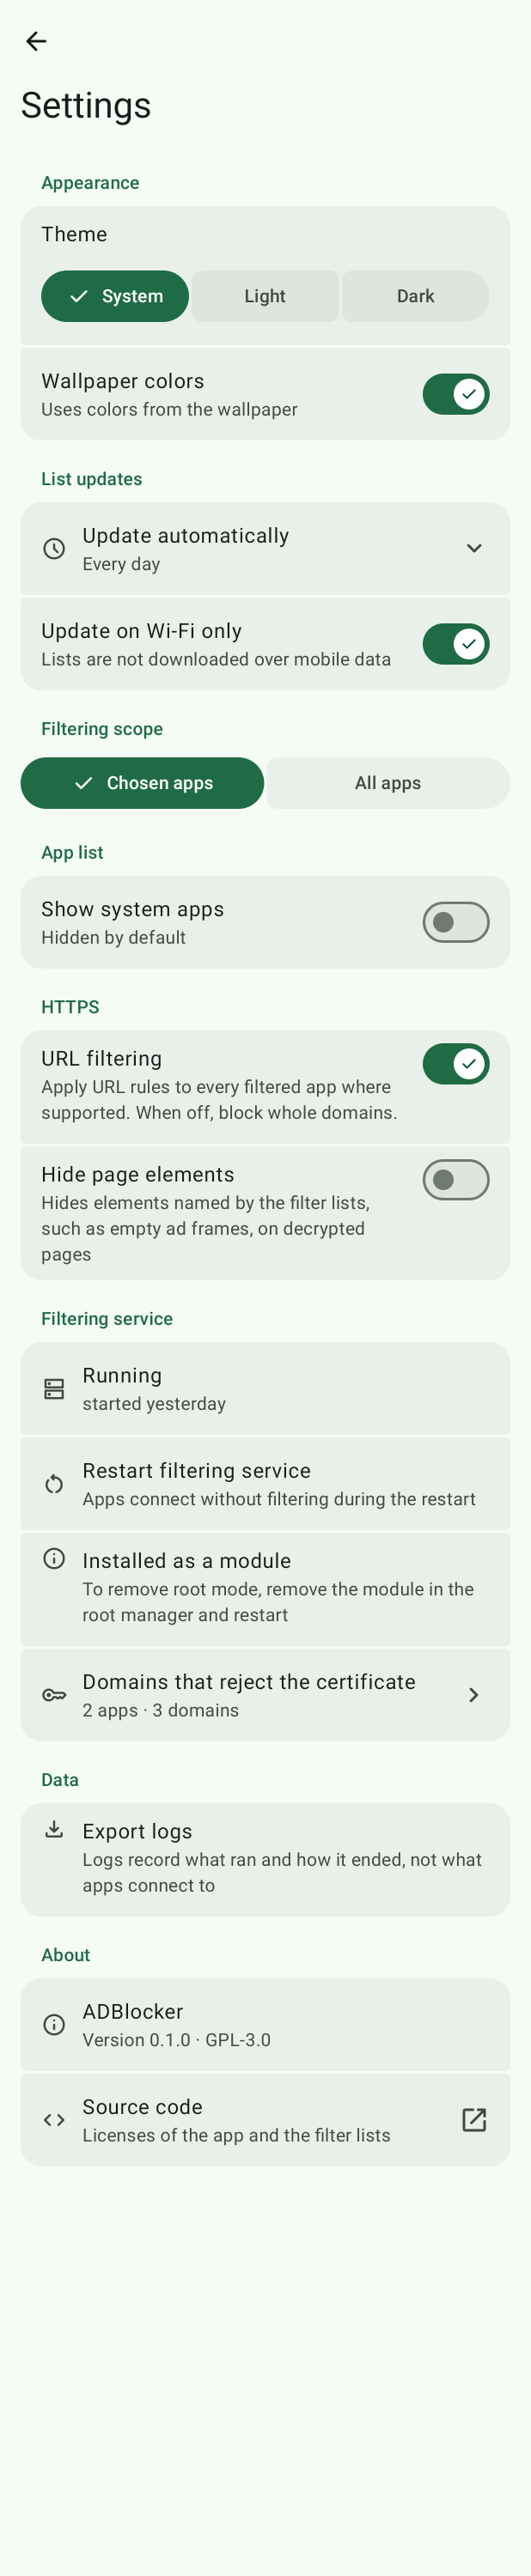 Settings
Appearance
Theme
System
Light
Dark
Wallpaper colors
Uses colors from the wallpaper
List updates
Update automatically
Every day
Update on Wi-Fi only
Lists are not downloaded over mobile data
Filtering scope
Chosen apps
All apps
App list
Show system apps
Hidden by default
HTTPS
URL filtering
Apply URL rules to every filtered app where
supported. When off, block whole domains.
Hide page elements
Hides elements named by the filter lists,
such as empty ad frames, on decrypted
pages
Filtering service
Running
started yesterday
Restart filtering service
Apps connect without filtering during the restart
Installed as a module
To remove root mode, remove the module in the
root manager and restart
Domains that reject the certificate
2 apps · 3 domains
Data
Export logs
Logs record what ran and how it ended, not what
apps connect to
About
ADBlocker
Version 0.1.0 · GPL-3.0
Source code
Licenses of the app and the filter lists